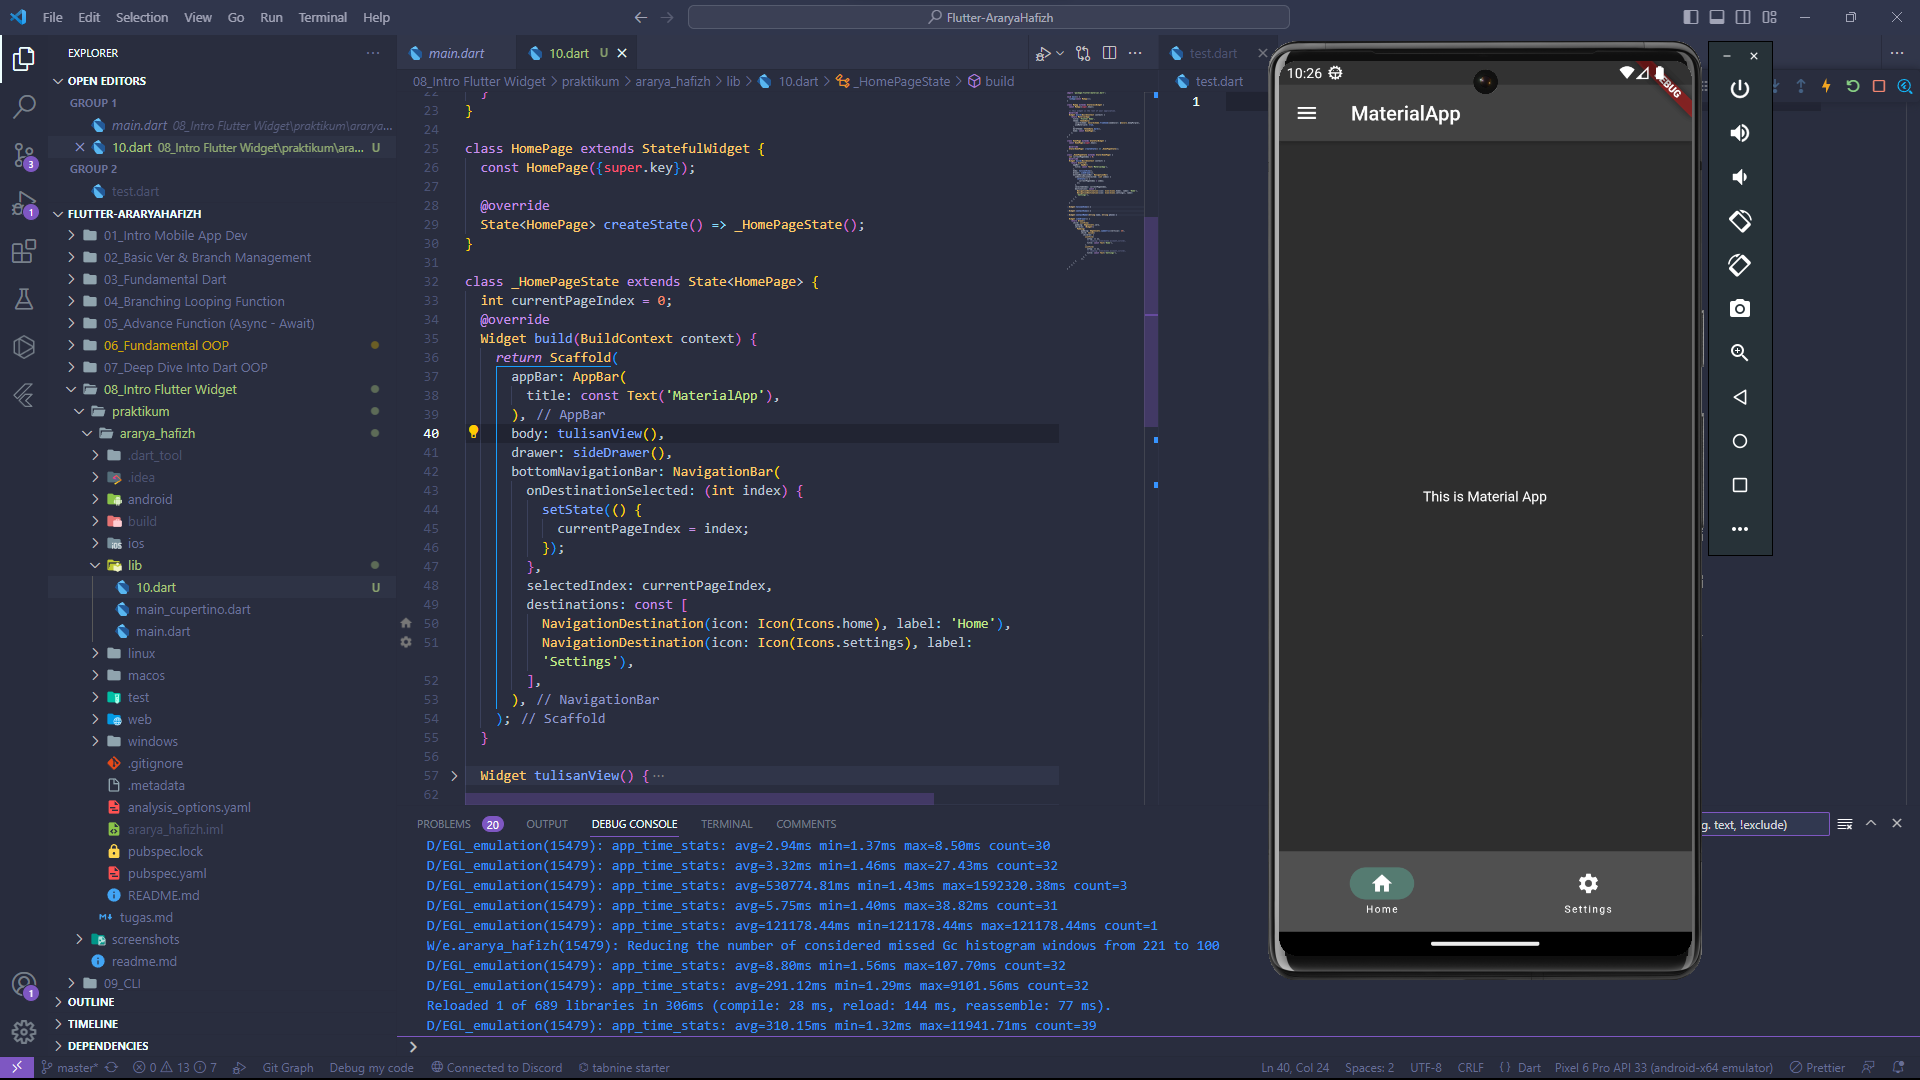 File Edit Selection View Go Run Terminal Help
Flutter-AraryaHafizh
EXPLORER
OPEN EDITORS
GROUP 1
main.dart 08_Intro Flutter Widget\praktikum\ararya...
10.dart 08_Intro Flutter Widget\praktikum\ara... U
GROUP 2
test.dart
FLUTTER-ARARYAHAFIZH
01_Intro Mobile App Dev
02_Basic Ver & Branch Management
03_Fundamental Dart
04_Branching Looping Function
05_Advance Function (Async - Await)
06_Fundamental OOP
07_Deep Dive Into Dart OOP
08_Intro Flutter Widget
praktikum
ararya_hafizh
.dart_tool
.idea
android
build
ios
lib
10.dart U
main_cupertino.dart
main.dart
linux
macos
test
web
windows
.gitignore
.metadata
analysis_options.yaml
ararya_hafizh.iml
pubspec.lock
pubspec.yaml
README.md
tugas.md
screenshots
readme.md
09_CLI
OUTLINE
TIMELINE
DEPENDENCIES
3
1
1
main.dart
10.dart U
08_Intro Flutter Widget > praktikum > ararya_hafizh > lib > 10.dart > _HomePageState > build
22 }
23 }
24
25 class HomePage extends StatefulWidget {
26 const HomePage({super.key});
27
28 @override
29 State<HomePage> createState() => _HomePageState();
30 }
31
32 class _HomePageState extends State<HomePage> {
33 int currentPageIndex = 0;
34 @override
35 Widget build(BuildContext context) {
36 return Scaffold(
37 appBar: AppBar(
38 title: const Text('MaterialApp'),
39 ), // AppBar
40 body: tulisanView(),
41 drawer: sideDrawer(),
42 bottomNavigationBar: NavigationBar(
43 onDestinationSelected: (int index) {
44 setState(() {
45 currentPageIndex = index;
46 });
47 },
48 selectedIndex: currentPageIndex,
49 destinations: const [
50 NavigationDestination(icon: Icon(Icons.home), label: 'Home'),
51 NavigationDestination(icon: Icon(Icons.settings), label:
'Settings'),
52 ],
53 ), // NavigationBar
54 ); // Scaffold
55 }
56
57 Widget tulisanView() { ···
62
test.dart
test.dart
1
10:26
DEBUG
MaterialApp
This is Material App
Home
Settings
PROBLEMS 20 OUTPUT DEBUG CONSOLE TERMINAL COMMENTS
g. text, !exclude)
D/EGL_emulation(15479): app_time_stats: avg=2.94ms min=1.37ms max=8.50ms count=30
D/EGL_emulation(15479): app_time_stats: avg=3.32ms min=1.46ms max=27.43ms count=32
D/EGL_emulation(15479): app_time_stats: avg=530774.81ms min=1.43ms max=1592320.38ms count=3
D/EGL_emulation(15479): app_time_stats: avg=5.75ms min=1.40ms max=38.82ms count=31
D/EGL_emulation(15479): app_time_stats: avg=121178.44ms min=121178.44ms max=121178.44ms count=1
W/e.ararya_hafizh(15479): Reducing the number of considered missed Gc histogram windows from 221 to 100
D/EGL_emulation(15479): app_time_stats: avg=8.80ms min=1.56ms max=107.70ms count=32
D/EGL_emulation(15479): app_time_stats: avg=291.12ms min=1.29ms max=9101.56ms count=32
Reloaded 1 of 689 libraries in 306ms (compile: 28 ms, reload: 144 ms, reassemble: 77 ms).
D/EGL_emulation(15479): app_time_stats: avg=310.15ms min=1.32ms max=11941.71ms count=39
master* 0 13 7 Git Graph Debug my code Connected to Discord tabnine starter Ln 40, Col 24 Spaces: 2 UTF-8 CRLF { } Dart Pixel 6 Pro API 33 (android-x64 emulator) Prettier